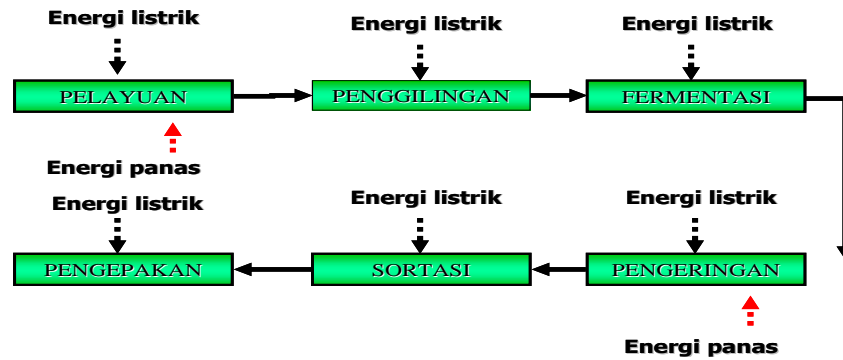 Energi listrik
Energi listrik
Energi listrik
PELAYUAN
PENGGILINGAN
FERMENTASI
Energi panas
Energi listrik
Energi listrik
Energi listrik
PENGEPAKAN
SORTASI
PENGERINGAN
Energi panas